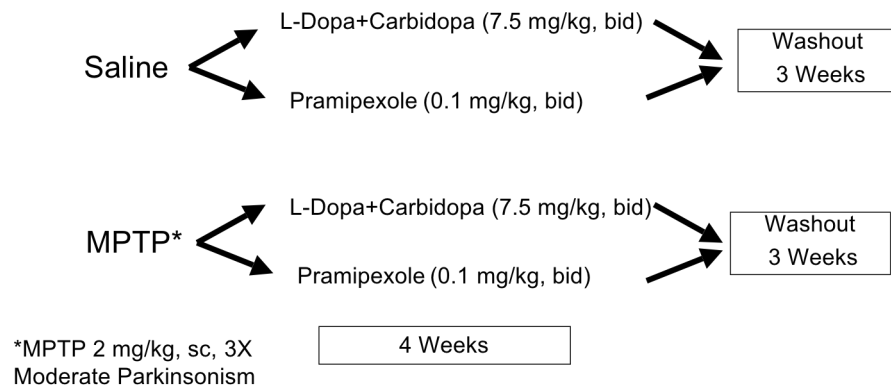 L-Dopa+Carbidopa (7.5 mg/kg, bid)
Saline
Pramipexole (0.1 mg/kg, bid)
Washout
3 Weeks
L-Dopa+Carbidopa (7.5 mg/kg, bid)
MPTP*
Pramipexole (0.1 mg/kg, bid)
Washout
3 Weeks
*MPTP 2 mg/kg, sc, 3X
Moderate Parkinsonism
4 Weeks